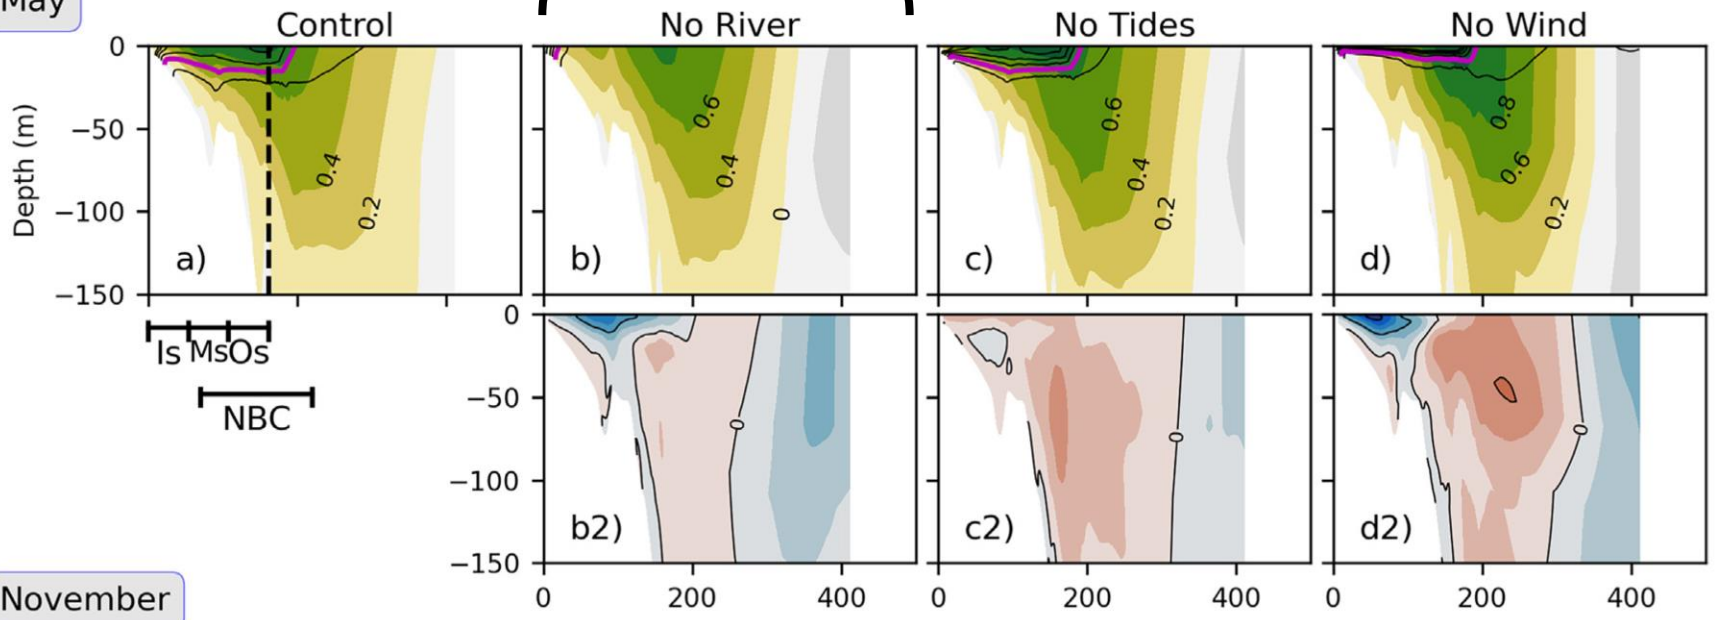 May
Control
No River
No Tides
No Wind
0
−50
−100
−150
Depth (m)
0.4
0.2
a)
0.6
0.4
0
b)
0.6
0.4
0.2
c)
0.8
0.6
0.2
d)
Is Ms Os
NBC
0
−50
−100
−150
0
b2)
0
c2)
0
d2)
0 200 400
0 200 400
0 200 400
November